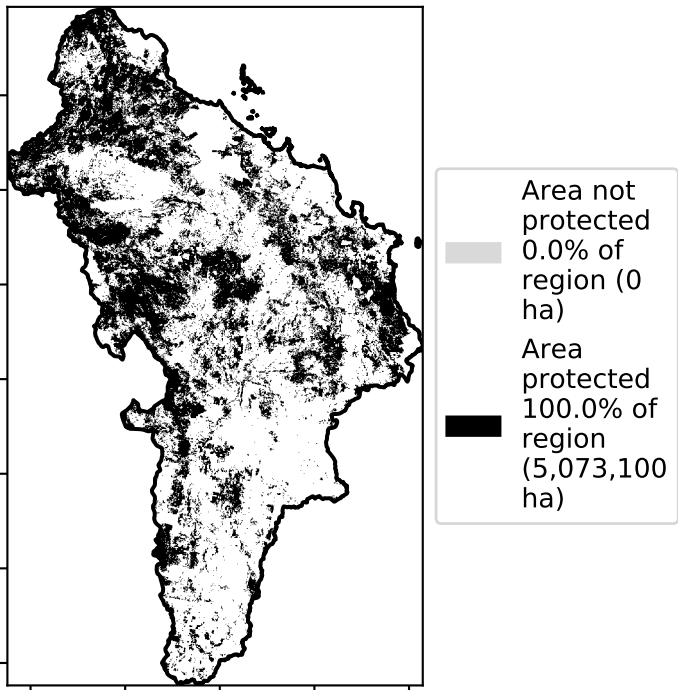 Area not
protected
0.0% of
region (0
ha)
Area
protected
100.0% of
region
(5,073,100
ha)